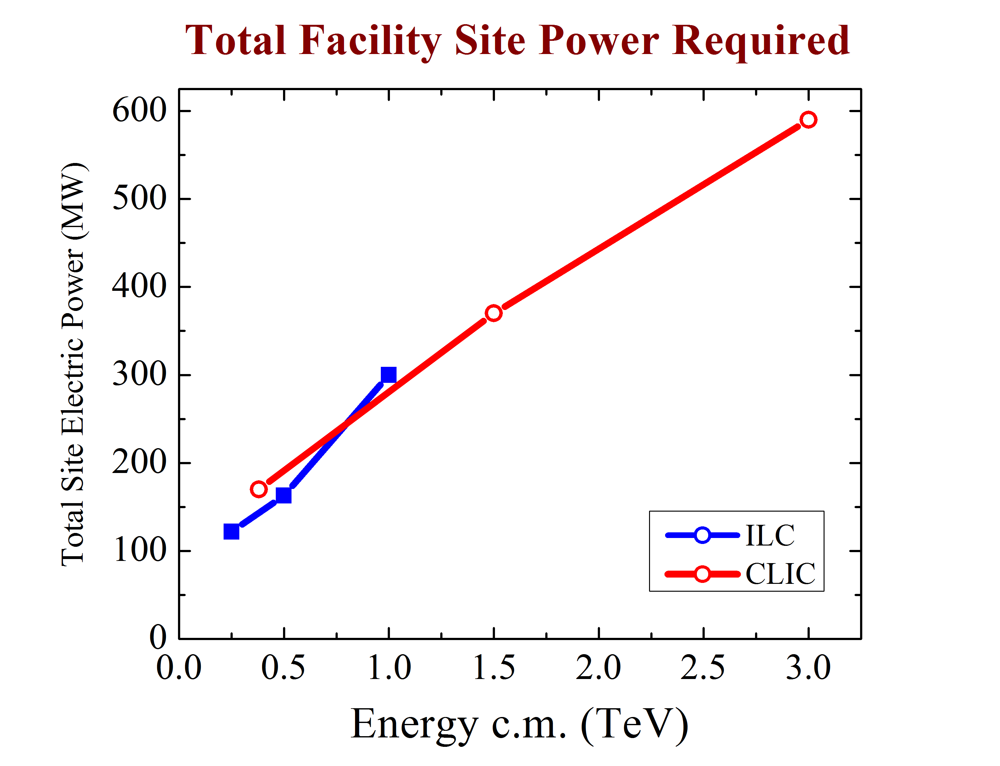 Total Facility Site Power Required
Total Site Electric Power (MW)
600
500
400
300
200
100
0
0.0 0.5 1.0 1.5 2.0 2.5 3.0
Energy c.m. (TeV)
ILC
CLIC